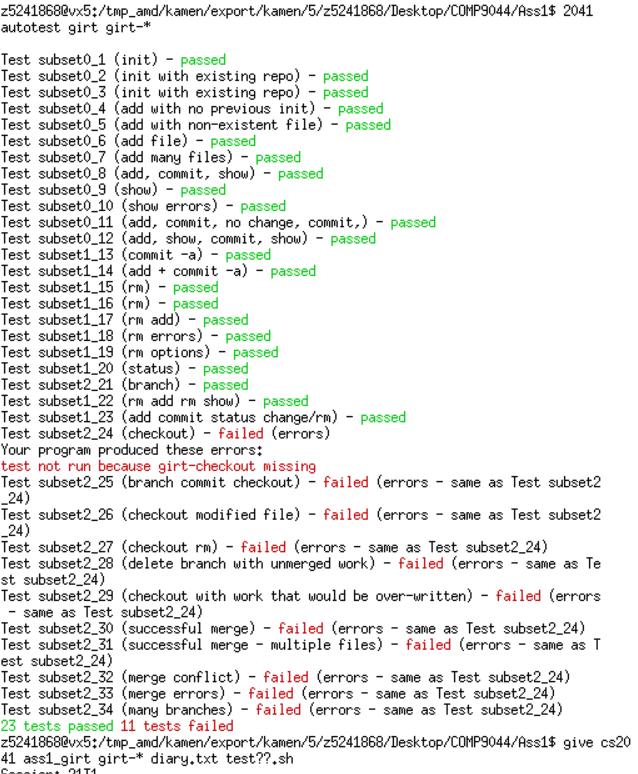 z5241868@vx5:/tmp_amd/kamen/export/kamen/5/z5241868/Desktop/COMP9044/Ass1$ 2041
autotest girt girt-*
Test subset0_1 (init) - passed
Test subset0_2 (init with existing repo) - passed
Test subset0_3 (init with existing repo) - passed
Test subset0_4 (add with no previous init) - passed
Test subset0_5 (add with non-existent file) - passed
Test subset0_6 (add file) - passed
Test subset0_7 (add many files) - passed
Test subset0_8 (add, commit, show) - passed
Test subset0_9 (show) - passed
Test subset0_10 (show errors) - passed
Test subset0_11 (add, commit, no change, commit,) - passed
Test subset0_12 (add, show, commit, show) - passed
Test subset1_13 (commit -a) - passed
Test subset1_14 (add + commit -a) - passed
Test subset1_15 (rm) - passed
Test subset1_16 (rm) - passed
Test subset1_17 (rm add) - passed
Test subset1_18 (rm errors) - passed
Test subset1_19 (rm options) - passed
Test subset1_20 (status) - passed
Test subset2_21 (branch) - passed
Test subset1_22 (rm add rm show) - passed
Test subset1_23 (add commit status change/rm) - passed
Test subset2_24 (checkout) - failed (errors)
Your program produced these errors:
test not run because girt-checkout missing
Test subset2_25 (branch commit checkout) - failed (errors - same as Test subset2
_24)
Test subset2_26 (checkout modified file) - failed (errors - same as Test subset2
_24)
Test subset2_27 (checkout rm) - failed (errors - same as Test subset2_24)
Test subset2_28 (delete branch with unmerged work) - failed (errors - same as Te
st subset2_24)
Test subset2_29 (checkout with work that would be over-written) - failed (errors
 - same as Test subset2_24)
Test subset2_30 (successful merge) - failed (errors - same as Test subset2_24)
Test subset2_31 (successful merge - multiple files) - failed (errors - same as T
est subset2_24)
Test subset2_32 (merge conflict) - failed (errors - same as Test subset2_24)
Test subset2_33 (merge errors) - failed (errors - same as Test subset2_24)
Test subset2_34 (many branches) - failed (errors - same as Test subset2_24)
23 tests passed 11 tests failed
z5241868@vx5:/tmp_amd/kamen/export/kamen/5/z5241868/Desktop/COMP9044/Ass1$ give cs20
41 ass1_girt girt-* diary.txt test??.sh
Session: 21T1